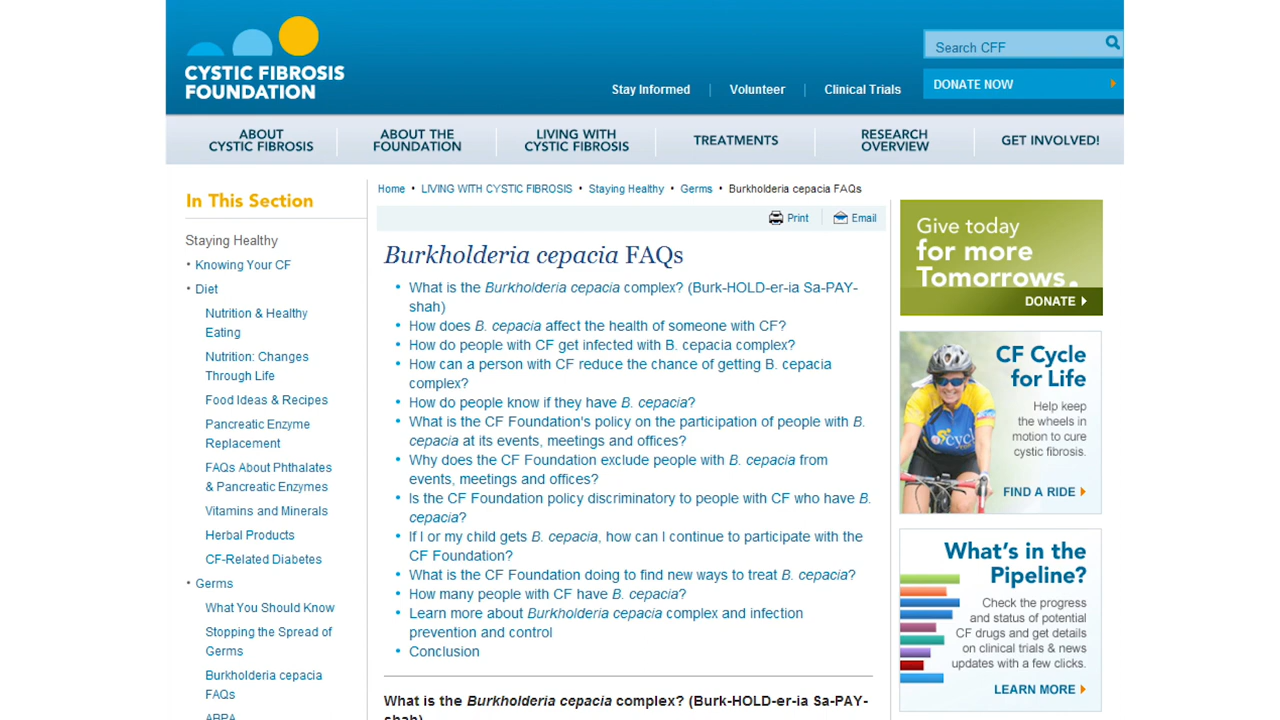 CYSTIC FIBROSIS
FOUNDATION
Search CFF
DONATE NOW
Stay Informed | Volunteer | Clinical Trials
ABOUT
CYSTIC FIBROSIS
ABOUT THE
FOUNDATION
LIVING WITH
CYSTIC FIBROSIS
TREATMENTS
RESEARCH
OVERVIEW
GET INVOLVED!
In This Section
Staying Healthy
• Knowing Your CF
• Diet
Nutrition & Healthy
Eating
Nutrition: Changes
Through Life
Food Ideas & Recipes
Pancreatic Enzyme
Replacement
FAQs About Phthalates
& Pancreatic Enzymes
Vitamins and Minerals
Herbal Products
CF-Related Diabetes
• Germs
What You Should Know
Stopping the Spread of
Germs
Burkholderia cepacia
FAQs
ABPA
Home • LIVING WITH CYSTIC FIBROSIS • Staying Healthy • Germs • Burkholderia cepacia FAQs
Print | Email
Burkholderia cepacia FAQs
• What is the Burkholderia cepacia complex? (Burk-HOLD-er-ia Sa-PAY-
shah)
• How does B. cepacia affect the health of someone with CF?
• How do people with CF get infected with B. cepacia complex?
• How can a person with CF reduce the chance of getting B. cepacia
complex?
• How do people know if they have B. cepacia?
• What is the CF Foundation's policy on the participation of people with B.
cepacia at its events, meetings and offices?
• Why does the CF Foundation exclude people with B. cepacia from
events, meetings and offices?
• Is the CF Foundation policy discriminatory to people with CF who have B.
cepacia?
• If I or my child gets B. cepacia, how can I continue to participate with the
CF Foundation?
• What is the CF Foundation doing to find new ways to treat B. cepacia?
• How many people with CF have B. cepacia?
• Learn more about Burkholderia cepacia complex and infection
prevention and control
• Conclusion
What is the Burkholderia cepacia complex? (Burk-HOLD-er-ia Sa-PAY-
shah)
Give today
for more
Tomorrows.
DONATE
CF Cycle
for Life
Help keep
the wheels in
motion to cure
cystic fibrosis.
FIND A RIDE
cycle
What's in the
Pipeline?
Check the progress
and status of potential
CF drugs and get details
on clinical trials & news
updates with a few clicks.
LEARN MORE